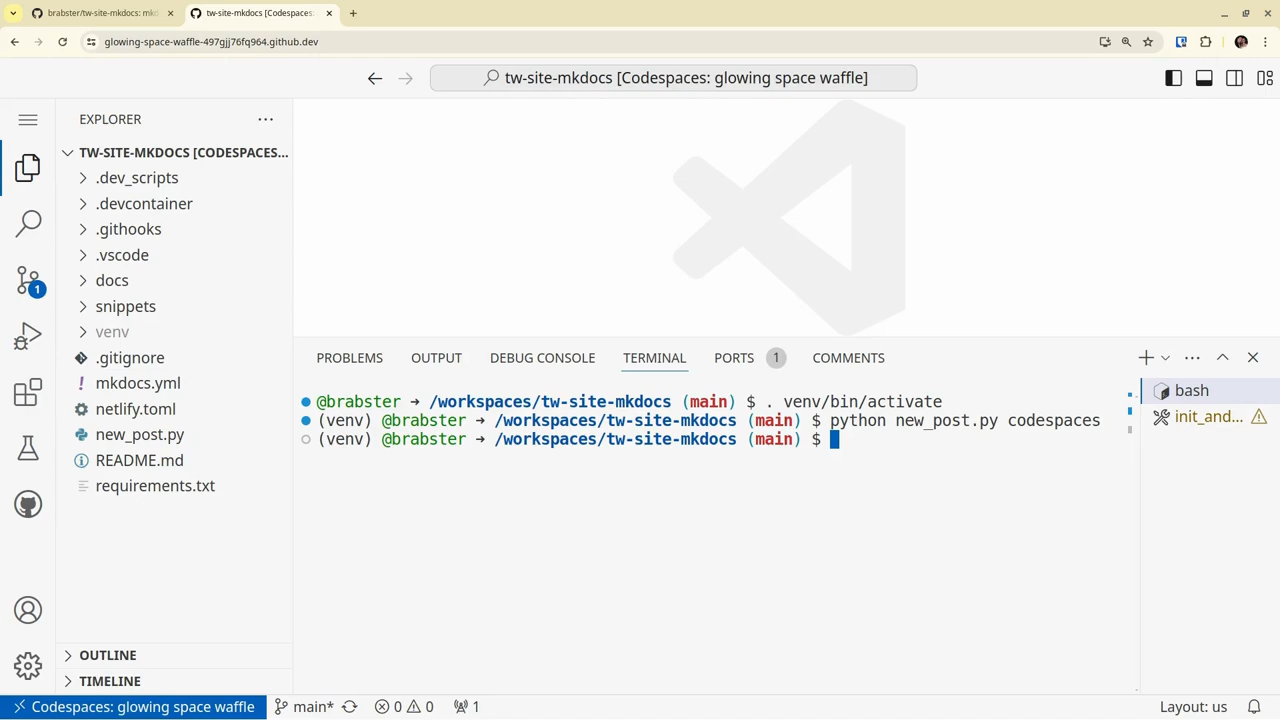 brabster/tw-site-mkdocs: mkd
tw-site-mkdocs [Codespaces:
glowing-space-waffle-497gjj76fq964.github.dev
tw-site-mkdocs [Codespaces: glowing space waffle]
EXPLORER
TW-SITE-MKDOCS [CODESPACES...
.dev_scripts
.devcontainer
.githooks
.vscode
docs
snippets
venv
.gitignore
mkdocs.yml
netlify.toml
new_post.py
README.md
requirements.txt
OUTLINE
TIMELINE
1
PROBLEMS OUTPUT DEBUG CONSOLE TERMINAL PORTS 1 COMMENTS
@brabster ➜ /workspaces/tw-site-mkdocs (main) $ . venv/bin/activate
(venv) @brabster ➜ /workspaces/tw-site-mkdocs (main) $ python new_post.py codespaces
(venv) @brabster ➜ /workspaces/tw-site-mkdocs (main) $
bash
init_and...
Codespaces: glowing space waffle main* 0 0 1 Layout: us